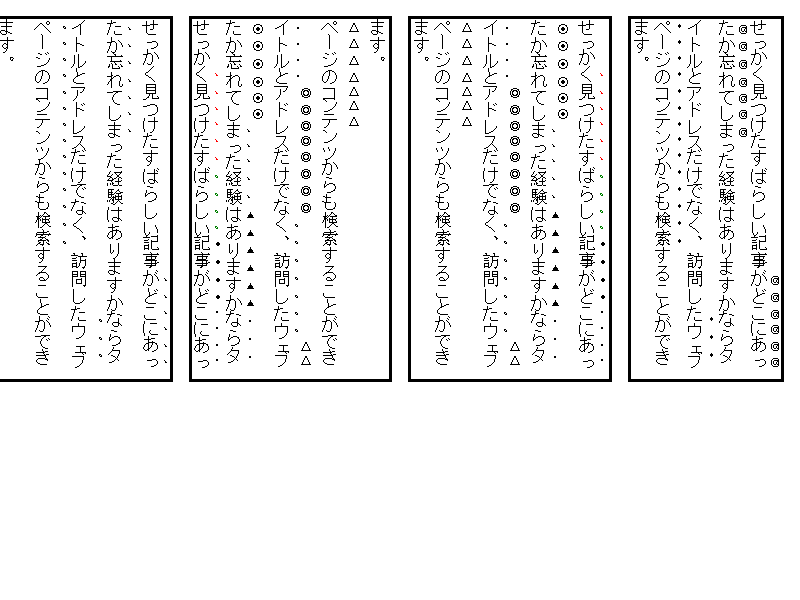 せっかく見つけたすばらしい記事がどこにあっ
たか忘れてしまった経験はありますかならタ
イトルとアドレスだけでなく、訪問したウェブ
ページのコンテンツからも検索することができ
ます。
せっかく見つけたすばらしい記事がどこにあっ
たか忘れてしまった経験はありますかならタ
イトルとアドレスだけでなく、訪問したウェブ
ページのコンテンツからも検索することができ
ます。
せっかく見つけたすばらしい記事がどこにあっ
たか忘れてしまった経験はありますかならタ
イトルとアドレスだけでなく、訪問したウェブ
ページのコンテンツからも検索することができ
ます。
せっかく見つけたすばらしい記事がどこにあっ
たか忘れてしまった経験はありますかならタ
イトルとアドレスだけでなく、訪問したウェブ
ページのコンテンツからも検索することができ
ます。